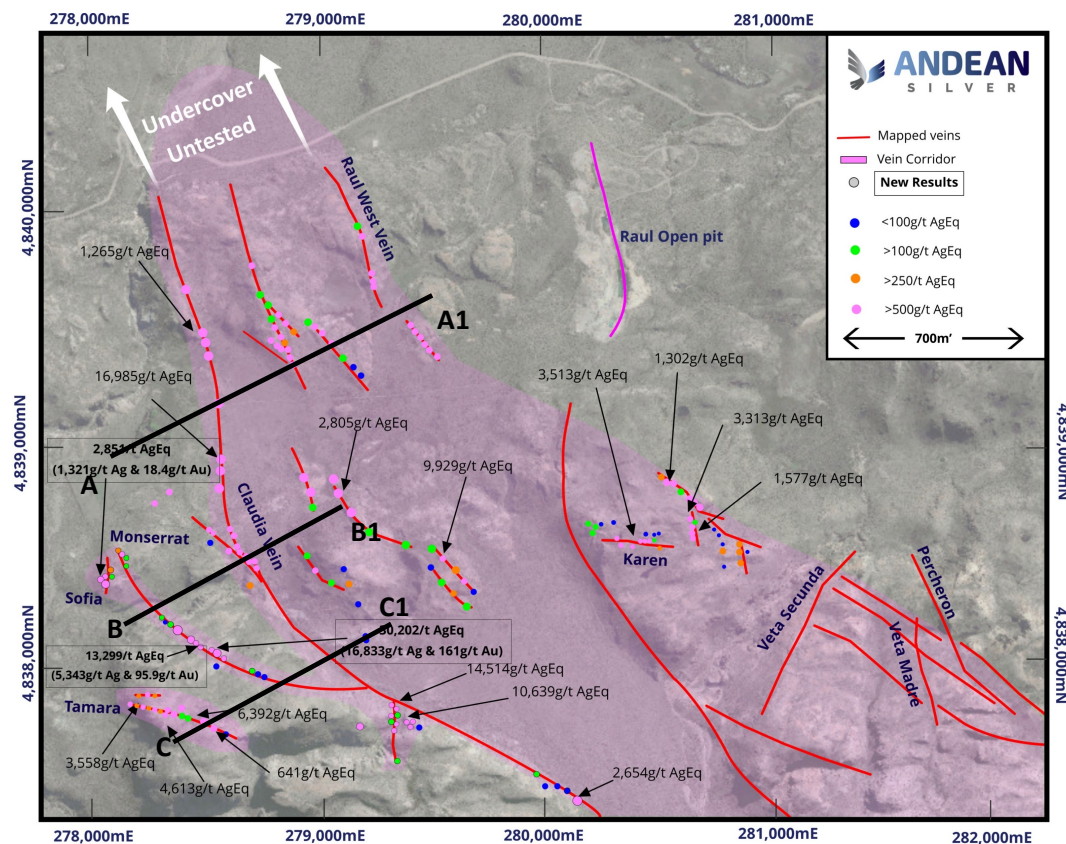 278,000mE
279,000mE
280,000mE
281,000mE
ANDEAN
SILVER
Mapped veins
Vein Corridor
New Results
<100g/t AgEq
>100g/t AgEq
>250/t AgEq
>500g/t AgEq
700m'
Undercover
Untested
Raul West Vein
Raul Open pit
4,840,000mN
1,265g/t AgEq
A1
16,985g/t AgEq
2,805g/t AgEq
3,513g/t AgEq
1,302g/t AgEq
3,313g/t AgEq
4,839,000mN
4,839,000mN
2,851/t AgEq
(1,321g/t Ag & 18.4g/t Au)
A
9,929g/t AgEq
1,577g/t AgEq
Claudia Vein
Monserrat
B1
Karen
Sofia
B
C1
Veta Secunda
Percheron
Veta Madré
30,202/t AgEq
(16,833g/t Ag & 161g/t Au)
13,299/t AgEq
(5,343g/t Ag & 95.9g/t Au)
4,838,000mN
4,838,000mN
14,514g/t AgEq
10,639g/t AgEq
Tamara
6,392g/t AgEq
C
3,558g/t AgEq
641g/t AgEq
4,613g/t AgEq
2,654g/t AgEq
278,000mE
279,000mE
280,000mE
281,000mE
282,000mE